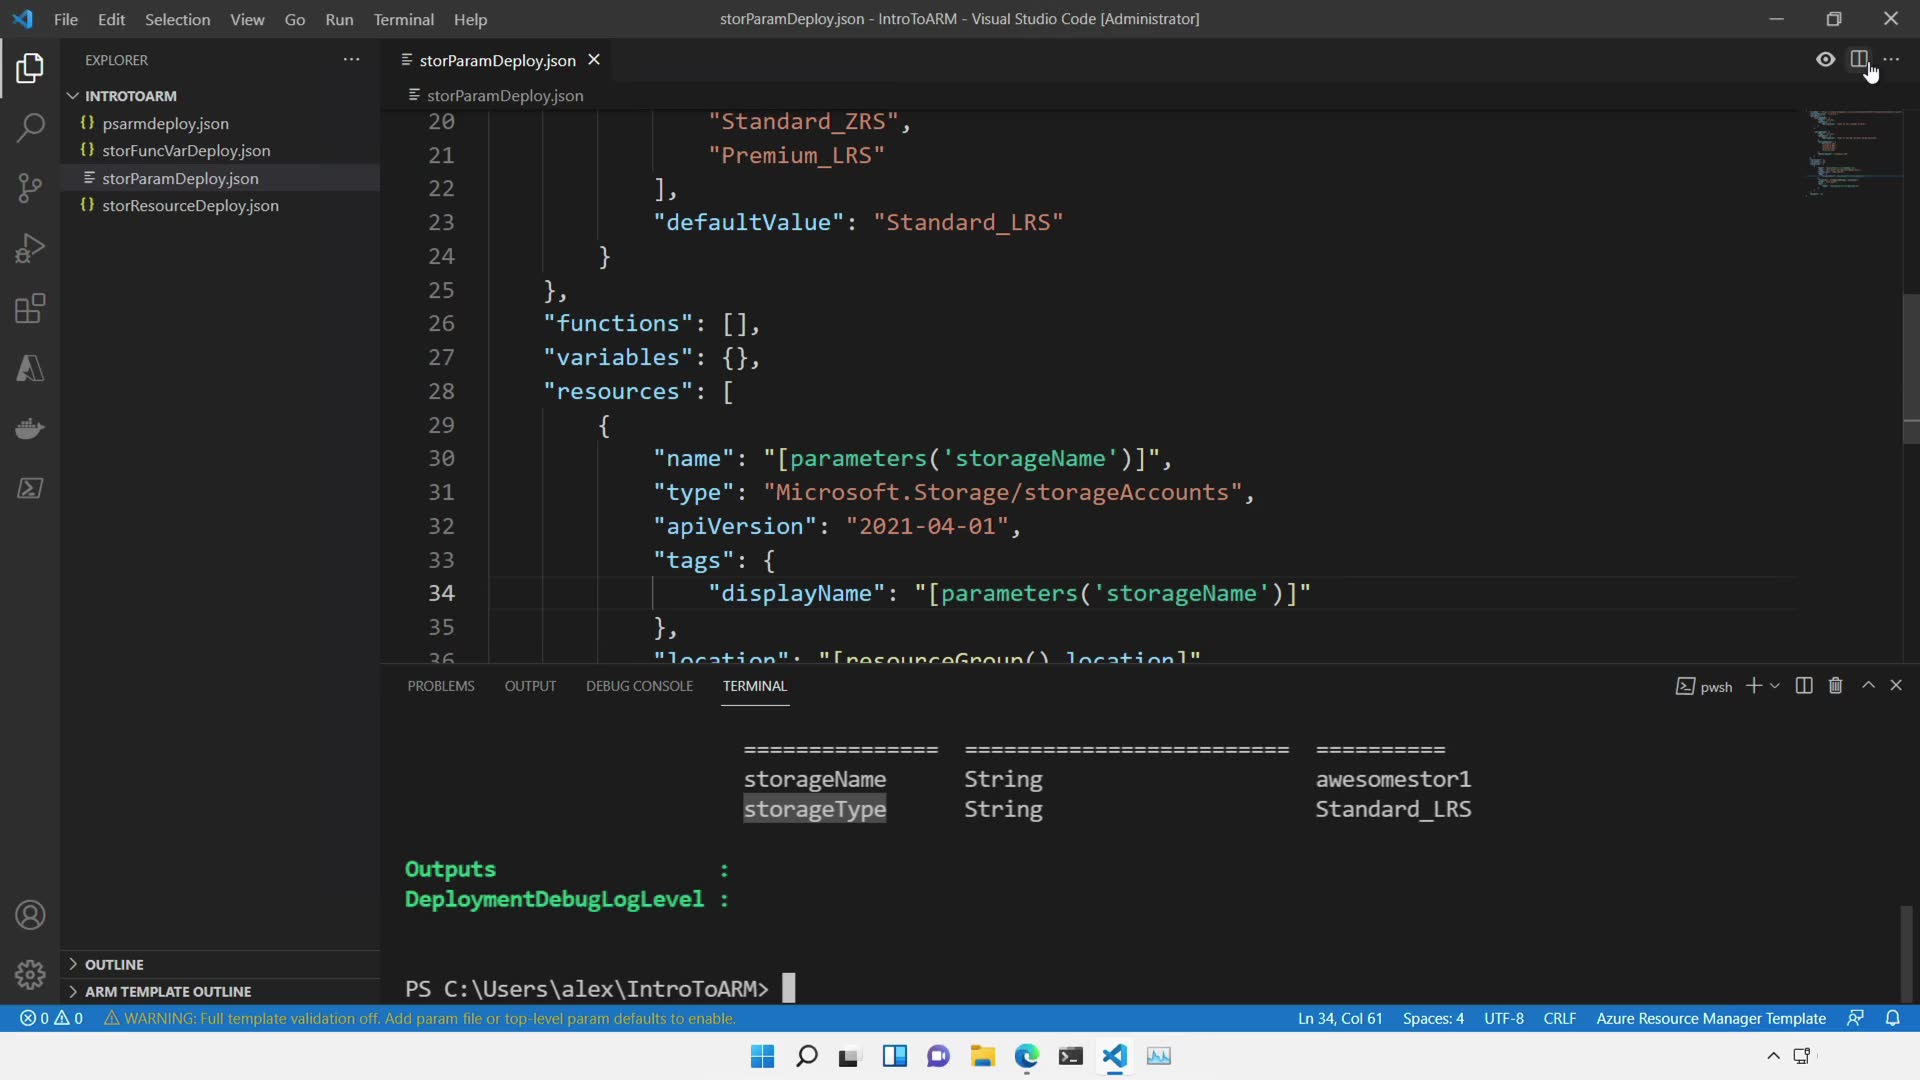 File Edit Selection View Go Run Terminal Help
storParamDeploy.json - IntroToARM - Visual Studio Code [Administrator]
EXPLORER
INTROTOARM
{} psarmdeploy.json
{} storFuncVarDeploy.json
storParamDeploy.json
{} storResourceDeploy.json
OUTLINE
ARM TEMPLATE OUTLINE
storParamDeploy.json
storParamDeploy.json
20 "Standard_ZRS",
21 "Premium_LRS"
22 ],
23 "defaultValue": "Standard_LRS"
24 }
25 },
26 "functions": [],
27 "variables": {},
28 "resources": [
29 {
30 "name": "[parameters('storageName')]",
31 "type": "Microsoft.Storage/storageAccounts",
32 "apiVersion": "2021-04-01",
33 "tags": {
34 "displayName": "[parameters('storageName')]"
35 },
36 "location": "[resourceGroup().location]"
PROBLEMS OUTPUT DEBUG CONSOLE TERMINAL
pwsh
=============== ========================= ==========
storageName String awesomestor1
storageType String Standard_LRS
Outputs :
DeploymentDebugLogLevel :
PS C:\Users\alex\IntroToARM>
0 0 WARNING: Full template validation off. Add param file or top-level param defaults to enable.
Ln 34, Col 61 Spaces: 4 UTF-8 CRLF Azure Resource Manager Template